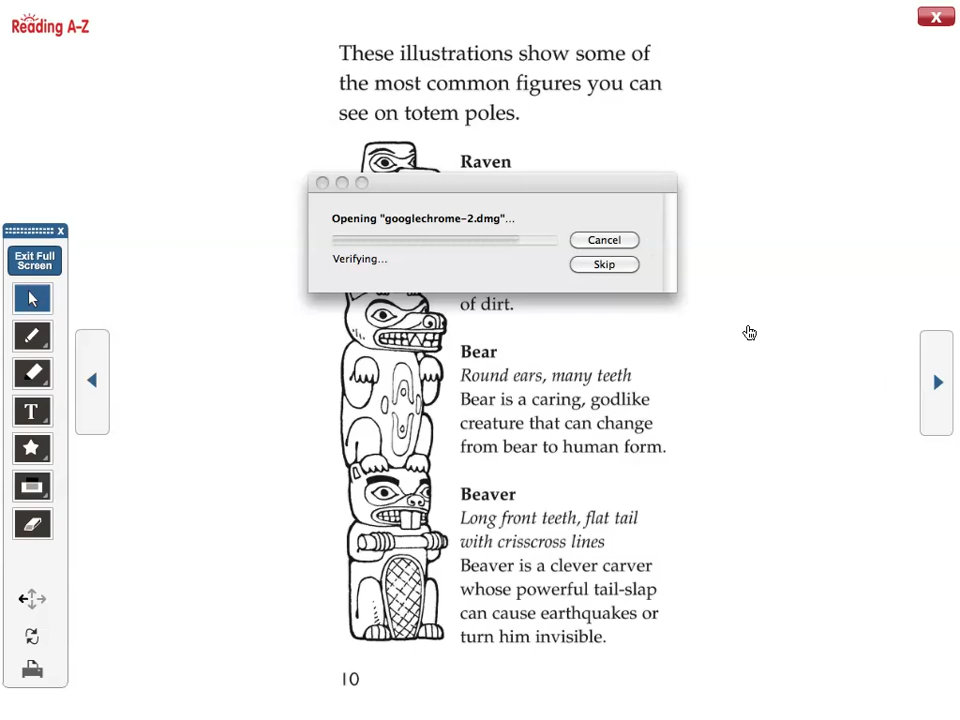 Reading A-Z
X
These illustrations show some of
the most common figures you can
see on totem poles.
Raven
Opening "googlechrome-2.dmg"...
Cancel
Verifying...
Skip
x
Exit Full
Screen
T
of dirt.
Bear
Round ears, many teeth
Bear is a caring, godlike
creature that can change
from bear to human form.
Beaver
Long front teeth, flat tail
with crisscross lines
Beaver is a clever carver
whose powerful tail-slap
can cause earthquakes or
turn him invisible.
10